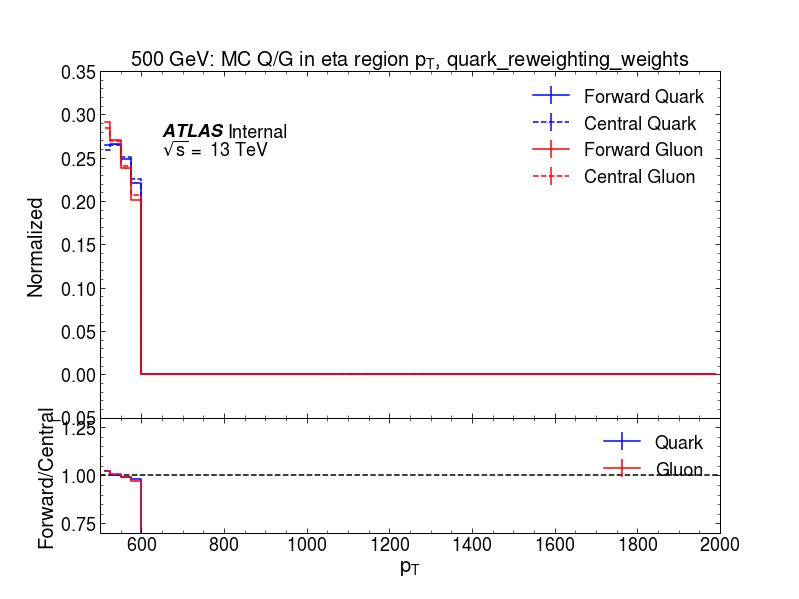 500 GeV: MC Q/G in eta region pT, quark_reweighting_weights
0.35
0.30
0.25
0.20
0.15
0.10
0.05
0.00
0.05
Normalized
ATLAS Internal
√s = 13 TeV
Forward Quark
Central Quark
Forward Gluon
Central Gluon
1.25
1.00
0.75
Forward/Central
Quark
Gluon
600 800 1000 1200 1400 1600 1800 2000
pT